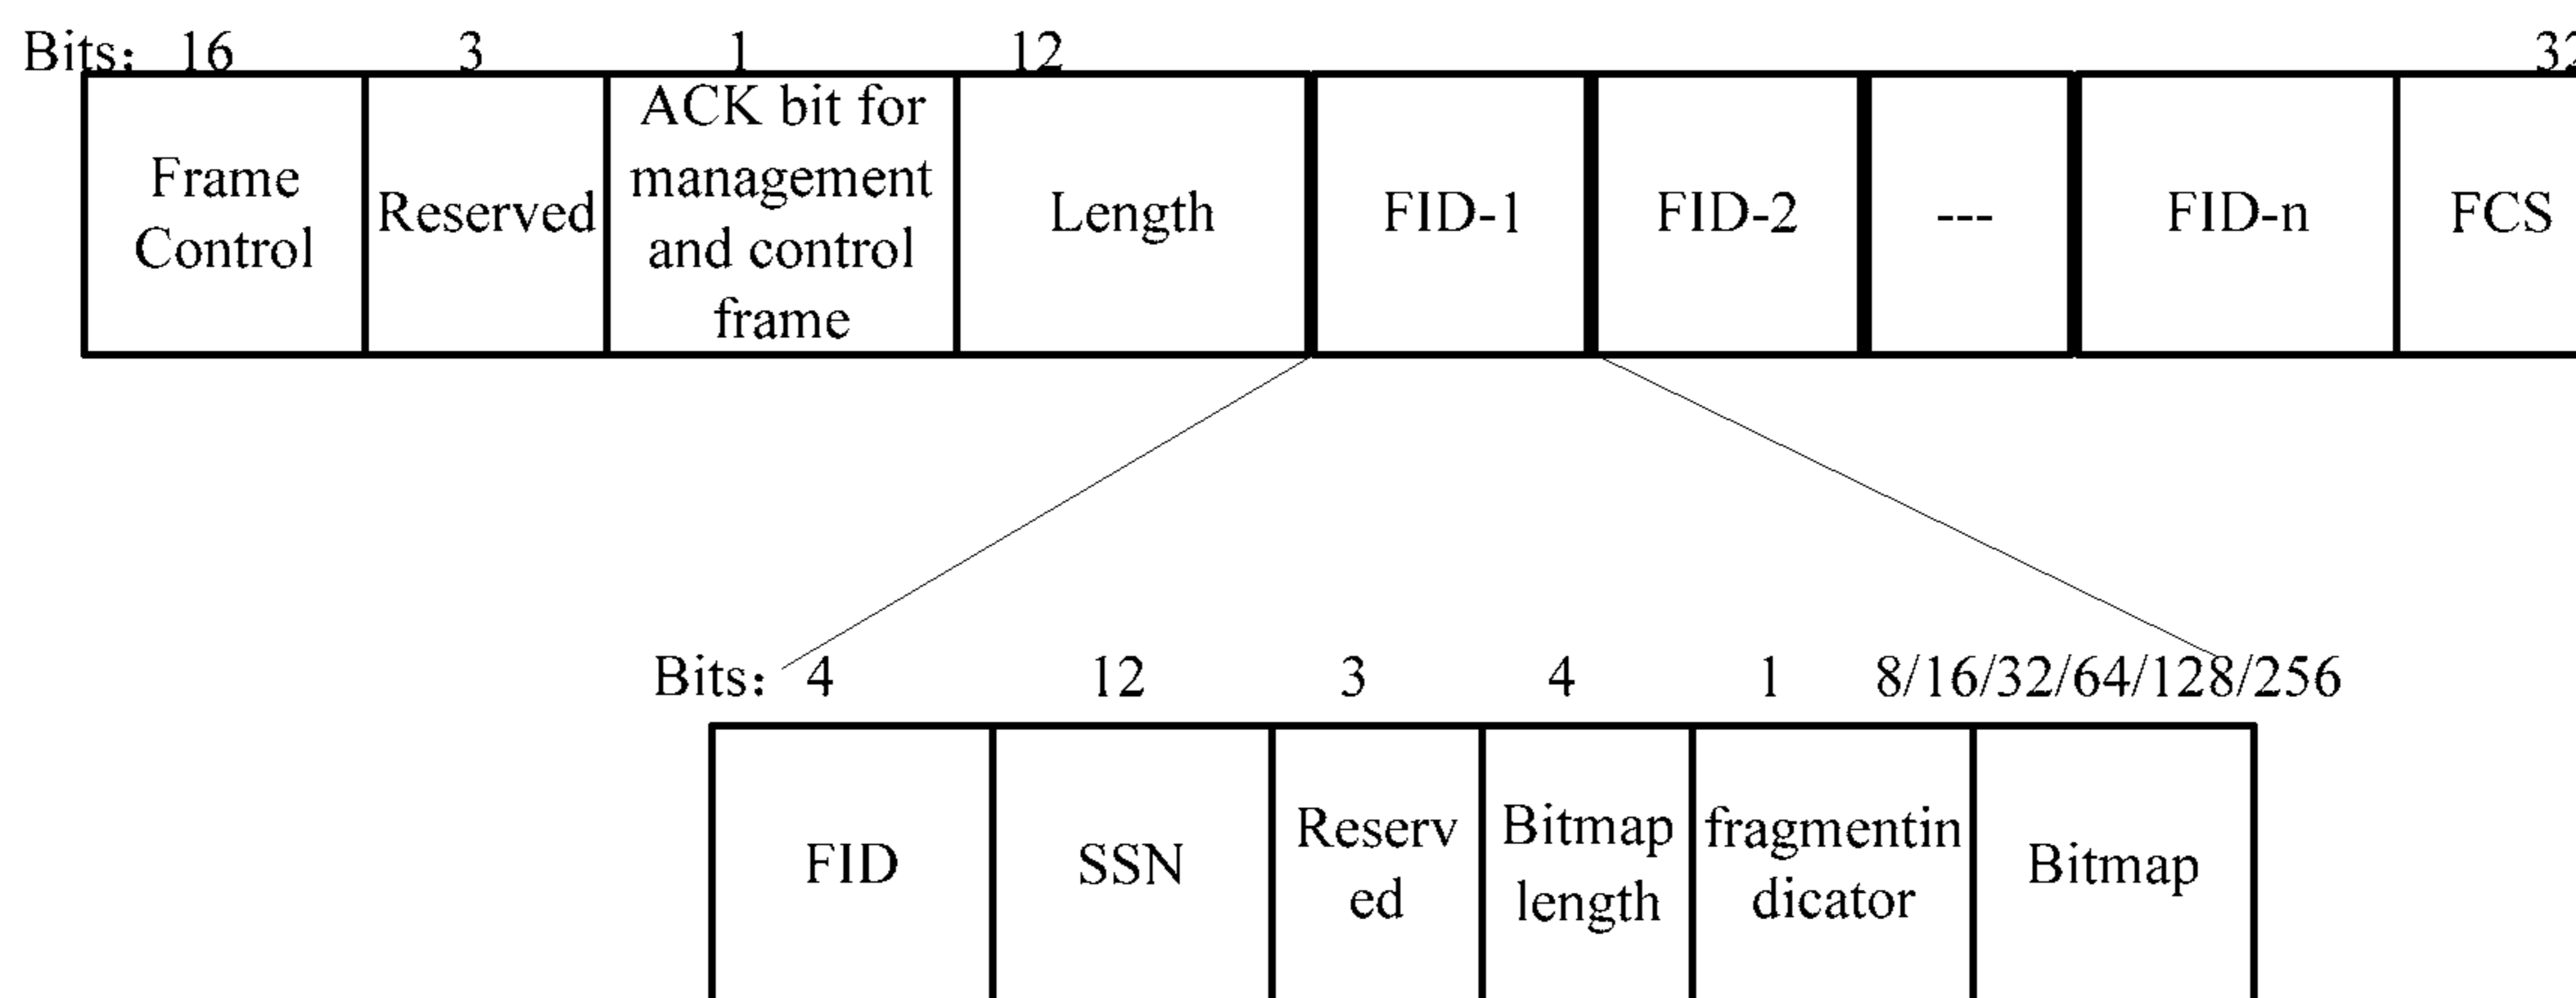 Bits: 16 3 1 12 32
Frame
Control
Reserved
ACK bit for
management
and control
frame
Length
FID-1
FID-2
---
FID-n
FCS
Bits: 4 12 3 4 1 8/16/32/64/128/256
FID
SSN
Reserv
ed
Bitmap
length
fragmentin
dicator
Bitmap